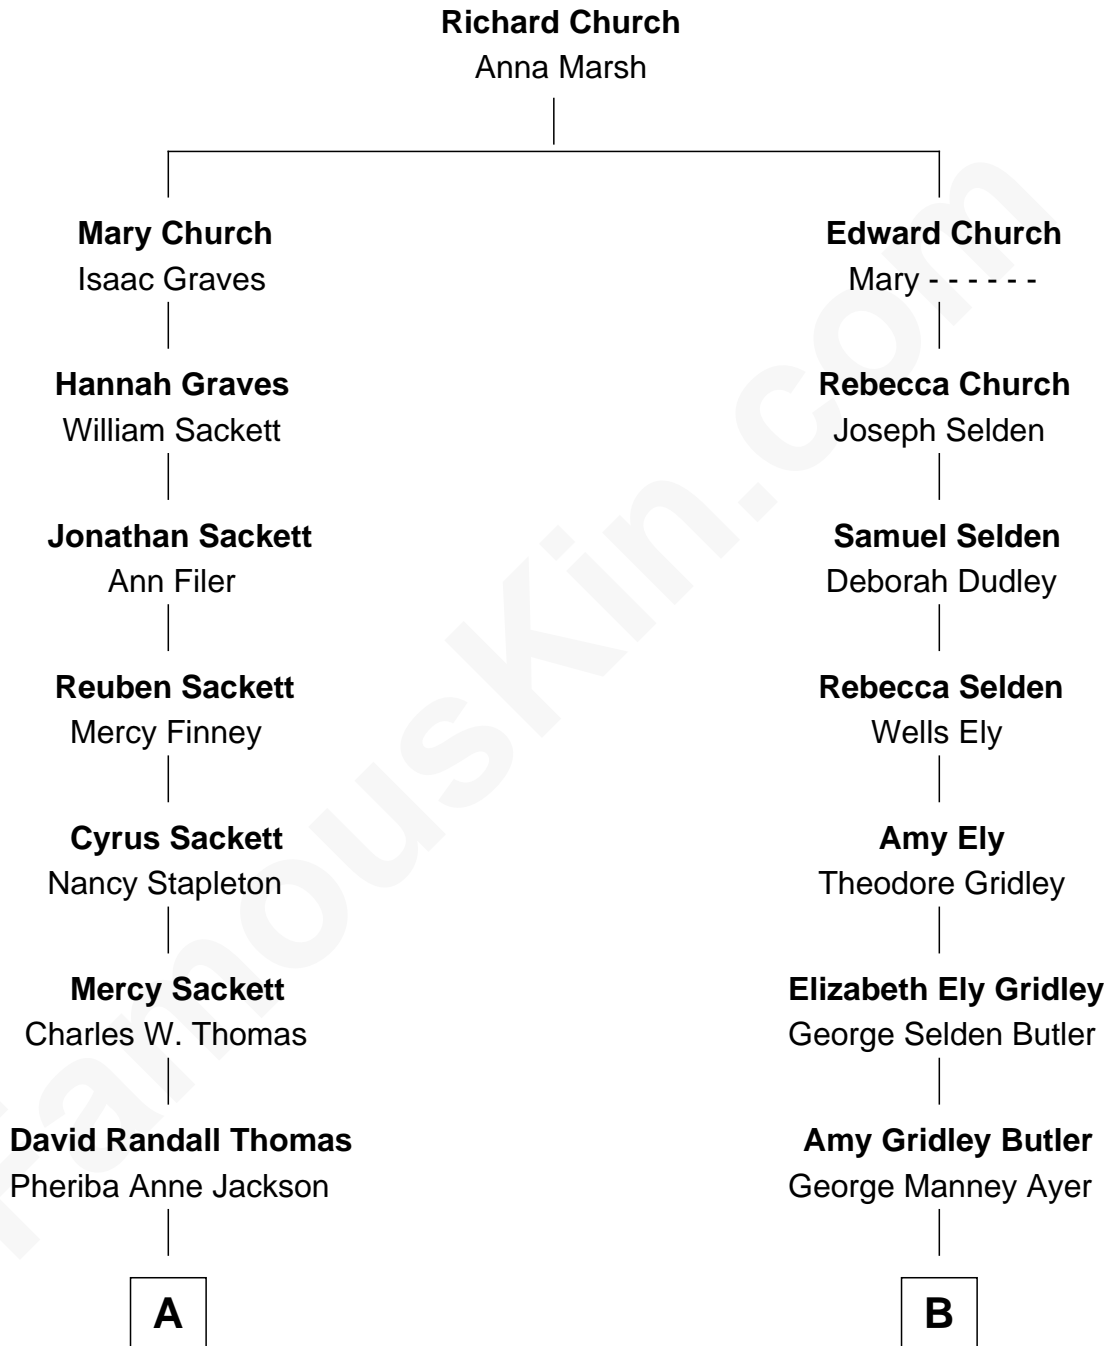 Richard Church
Anna Marsh
Mary Church
Isaac Graves
Edward Church
Mary - - - - - -
Hannah Graves
William Sackett
Rebecca Church
Joseph Selden
Jonathan Sackett
Ann Filer
Samuel Selden
Deborah Dudley
Reuben Sackett
Mercy Finney
Rebecca Selden
Wells Ely
Cyrus Sackett
Nancy Stapleton
Amy Ely
Theodore Gridley
Mercy Sackett
Charles W. Thomas
Elizabeth Ely Gridley
George Selden Butler
David Randall Thomas
Pheriba Anne Jackson
Amy Gridley Butler
George Manney Ayer
A
B
FamousKin.com